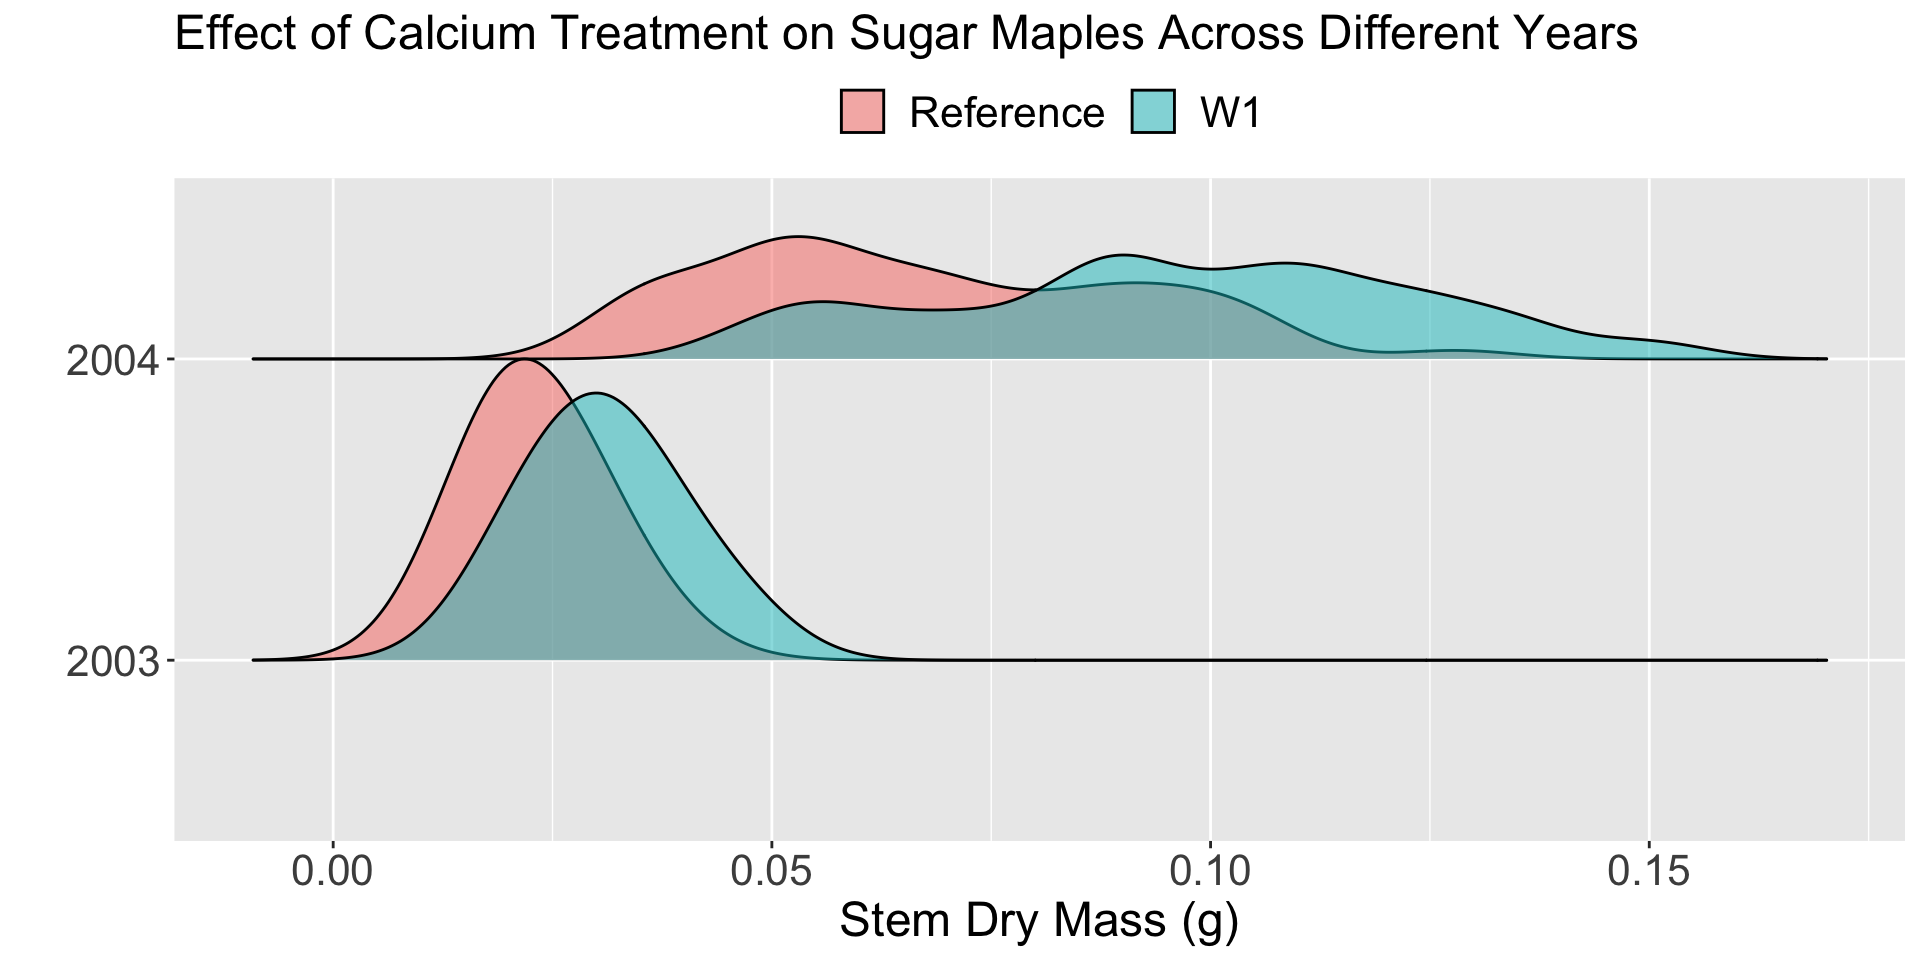 Effect of Calcium Treatment on Sugar Maples Across Different Years
Reference W1
2004
2003
0.00 0.05 0.10 0.15
Stem Dry Mass (g)